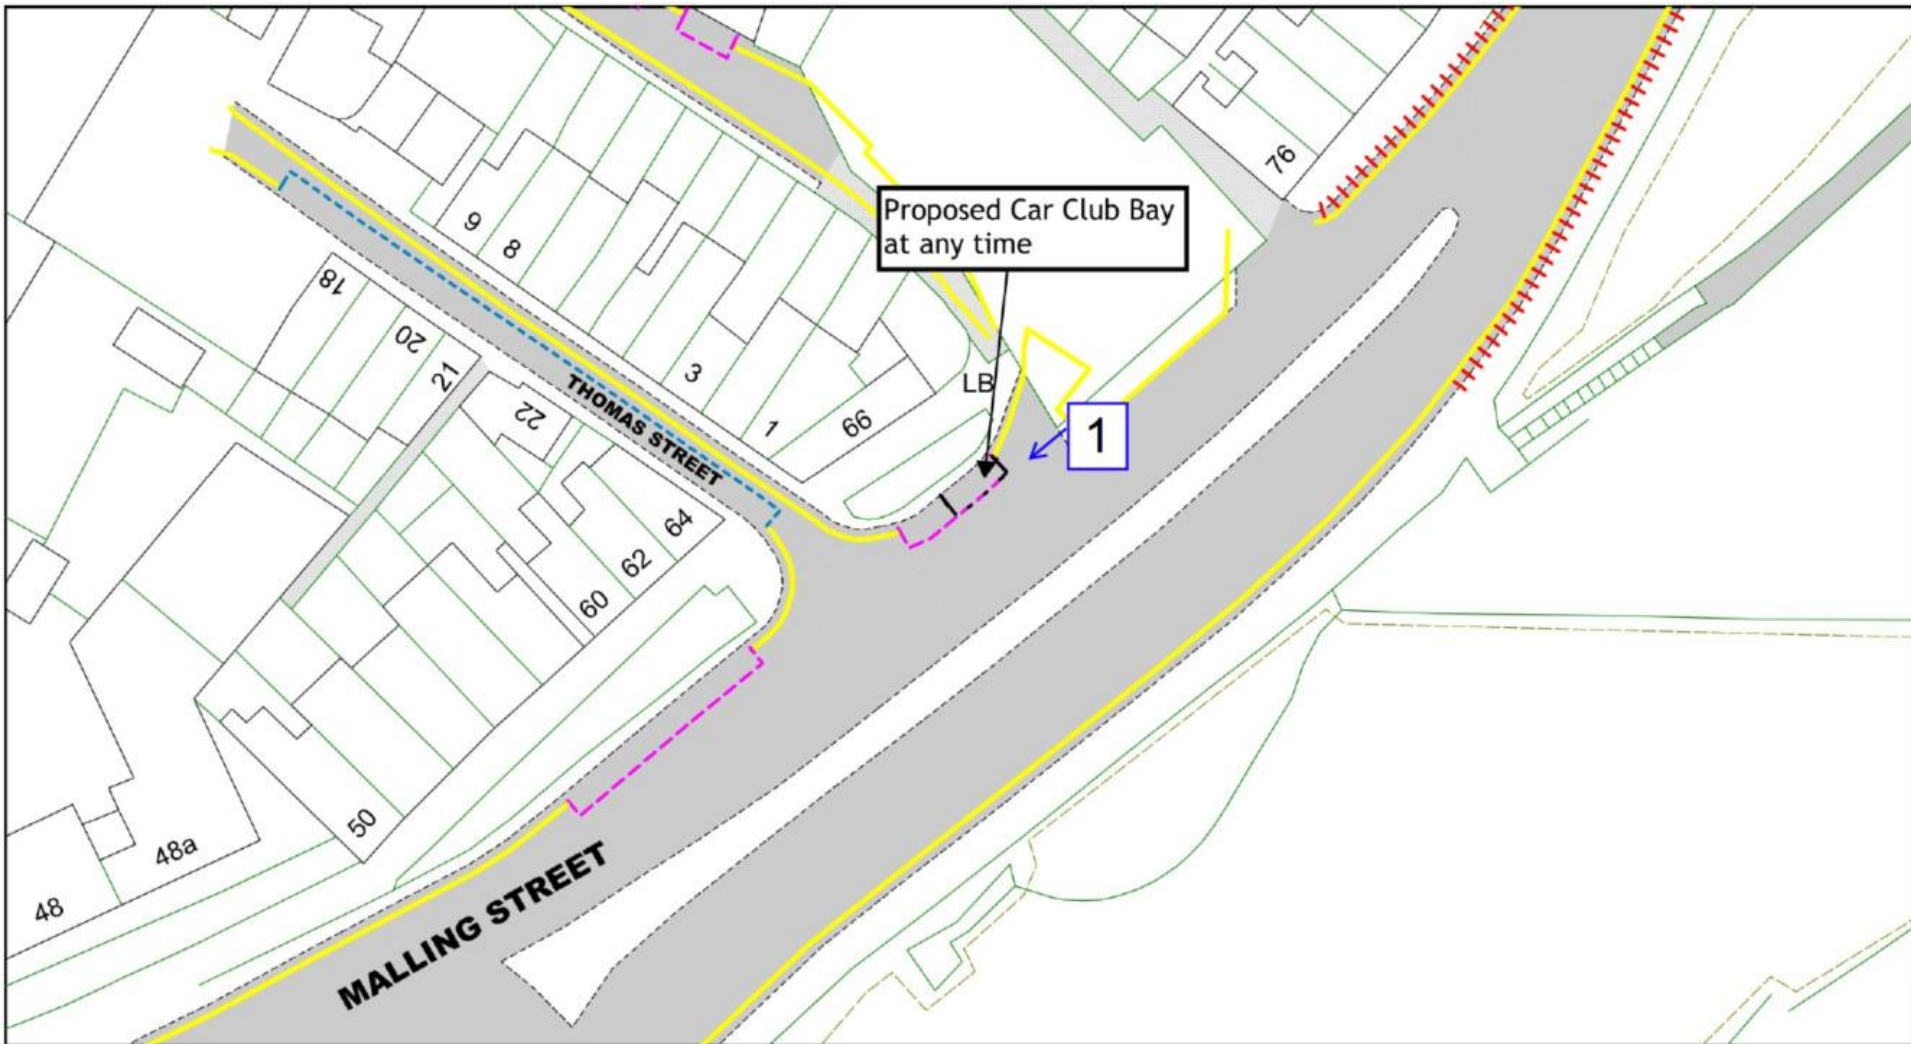 76
Proposed Car Club Bay
at any time
9
8
18
20
21
3
22
THOMAS STREET
LB
1
66
1
64
62
60
50
48a
48
MALLING STREET